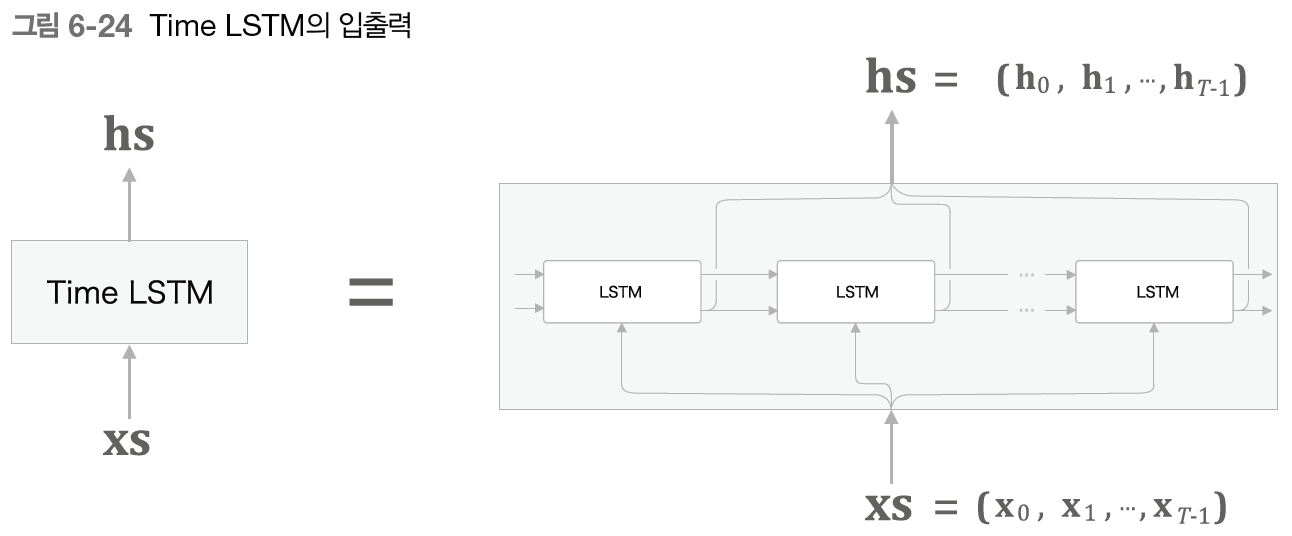 그림 6-24 Time LSTM의 입출력
hs = (h0, h1, ···, hT-1)
hs
Time LSTM
=
LSTM
LSTM
···
···
LSTM
xs
xs = (x0, x1, ···, xT-1)